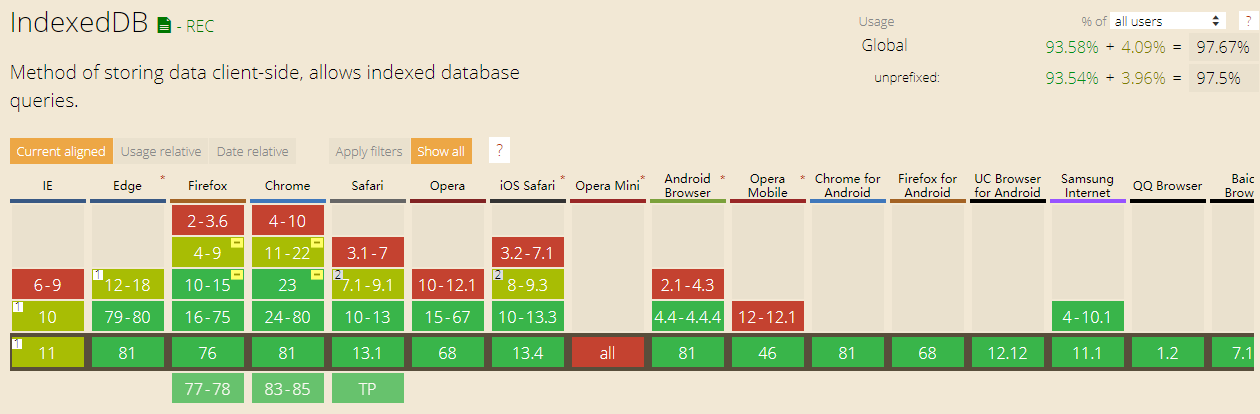 IndexedDB - REC
Usage % of all users ?
Global 93.58% + 4.09% = 97.67%
unprefixed: 93.54% + 3.96% = 97.5%
Method of storing data client-side, allows indexed database
queries.
Current aligned Usage relative Date relative Apply filters Show all ?
IE Edge * Firefox Chrome Safari Opera iOS Safari * Opera Mini * Android Browser * Opera Mobile * Chrome for Android Firefox for Android UC Browser for Android Samsung Internet QQ Browser Baid Brow
2-3.6 4-10
4-9 11-22 3.1-7 3.2-7.1
6-9 1 12-18 10-15 23 2 7.1-9.1 10-12.1 2 8-9.3 2.1-4.3
1 10 79-80 16-75 24-80 10-13 15-67 10-13.3 4.4-4.4.4 12-12.1 4-10.1
1 11 81 76 81 13.1 68 13.4 all 81 46 81 68 12.12 11.1 1.2 7.1
77-78 83-85 TP